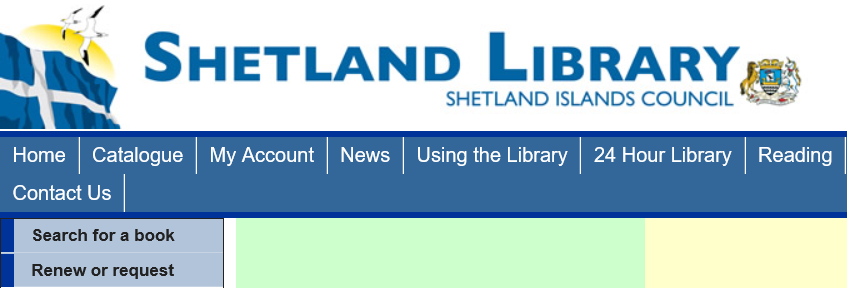 SHETLAND LIBRARY
SHETLAND ISLANDS COUNCIL
Home Catalogue My Account News Using the Library 24 Hour Library Reading
Contact Us
Search for a book
Renew or request